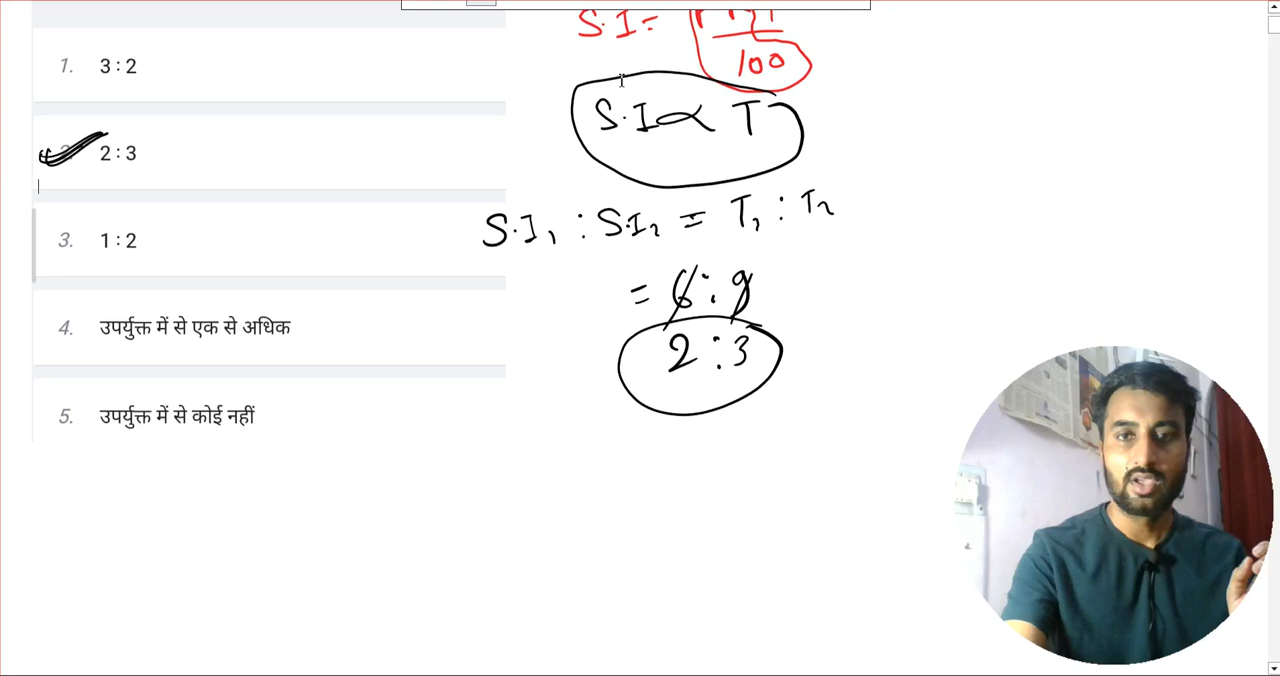 1. 3 : 2
2 : 3
3. 1 : 2
4. उपर्युक्त में से एक से अधिक
5. उपर्युक्त में से कोई नहीं
S.I =
100
S.I ∝ T
S.I₁ : S.I₂ = T₁ : T₂
= 6 : 9
2 : 3